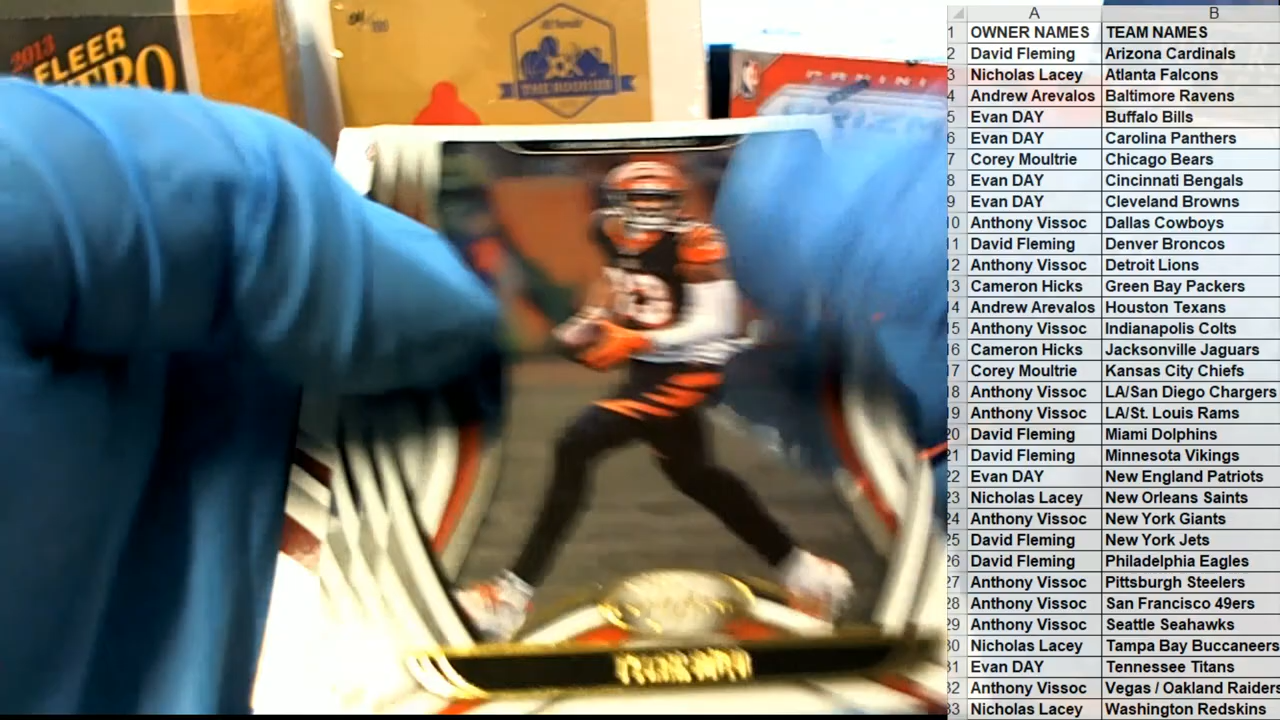 2013
FLEER
THE ROOKIES
PANINI
A B
1 OWNER NAMES TEAM NAMES
2 David Fleming Arizona Cardinals
3 Nicholas Lacey Atlanta Falcons
4 Andrew Arevalos Baltimore Ravens
5 Evan DAY Buffalo Bills
6 Evan DAY Carolina Panthers
7 Corey Moultrie Chicago Bears
8 Evan DAY Cincinnati Bengals
9 Evan DAY Cleveland Browns
10 Anthony Vissoc Dallas Cowboys
11 David Fleming Denver Broncos
12 Anthony Vissoc Detroit Lions
13 Cameron Hicks Green Bay Packers
14 Andrew Arevalos Houston Texans
15 Anthony Vissoc Indianapolis Colts
16 Cameron Hicks Jacksonville Jaguars
17 Corey Moultrie Kansas City Chiefs
18 Anthony Vissoc LA/San Diego Chargers
19 Anthony Vissoc LA/St. Louis Rams
20 David Fleming Miami Dolphins
21 David Fleming Minnesota Vikings
22 Evan DAY New England Patriots
23 Nicholas Lacey New Orleans Saints
24 Anthony Vissoc New York Giants
25 David Fleming New York Jets
26 David Fleming Philadelphia Eagles
27 Anthony Vissoc Pittsburgh Steelers
28 Anthony Vissoc San Francisco 49ers
29 Anthony Vissoc Seattle Seahawks
30 Nicholas Lacey Tampa Bay Buccaneers
31 Evan DAY Tennessee Titans
32 Anthony Vissoc Vegas / Oakland Raiders
33 Nicholas Lacey Washington Redskins